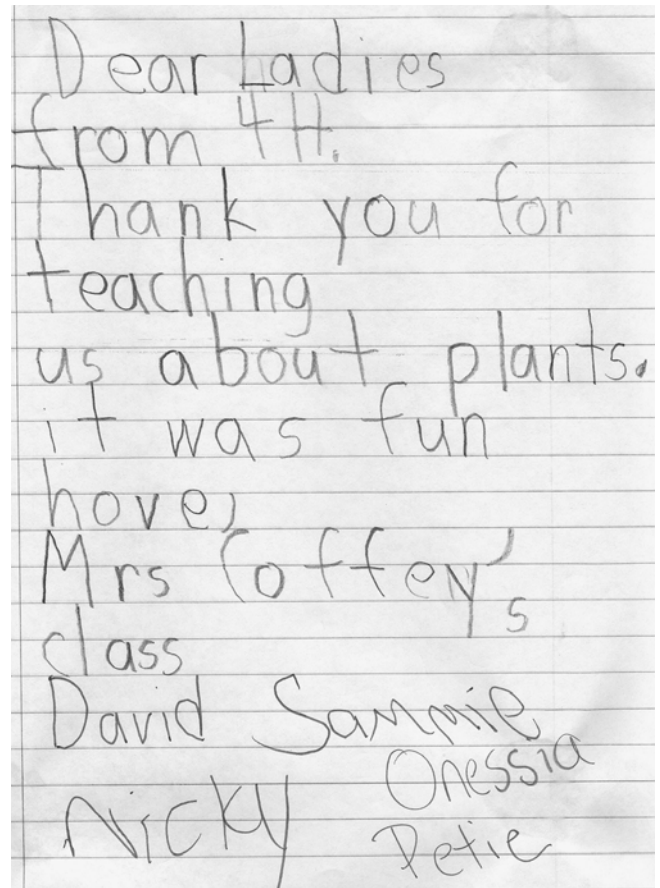 Dear Ladies
from 4H.
Thank you for
teaching
us about plants.
it was fun
hove,
Mrs Coffey's
class
David Sammie
Onessia
Nicky Petie